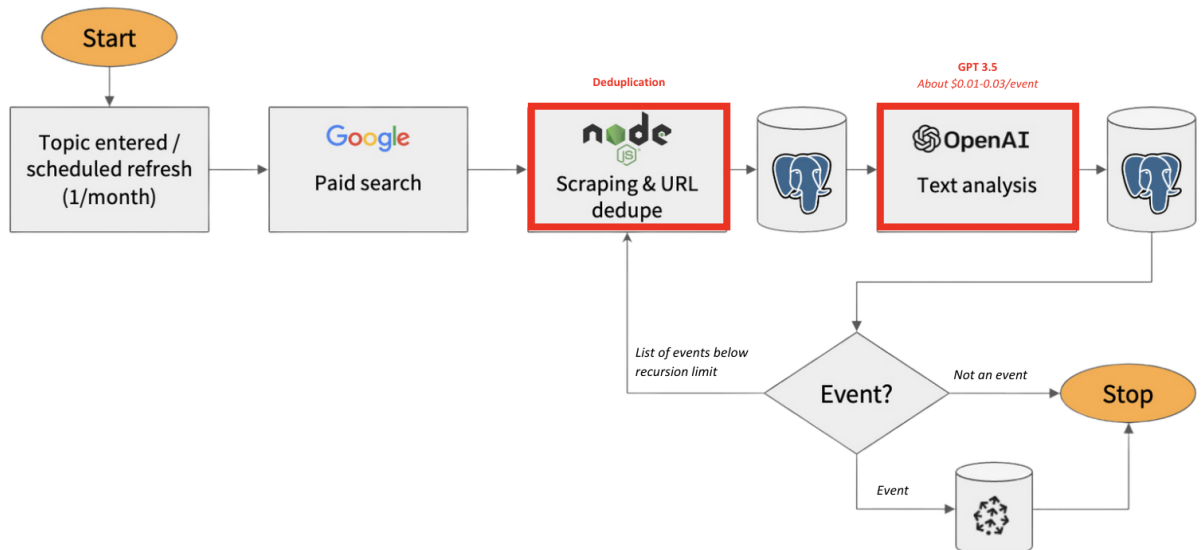 Start
Deduplication
GPT 3.5
About $0.01-0.03/event
Topic entered /
scheduled refresh
(1/month)
Google
Paid search
node
JS
Scraping & URL
dedupe
OpenAI
Text analysis
List of events below
recursion limit
Event?
Not an event
Stop
Event